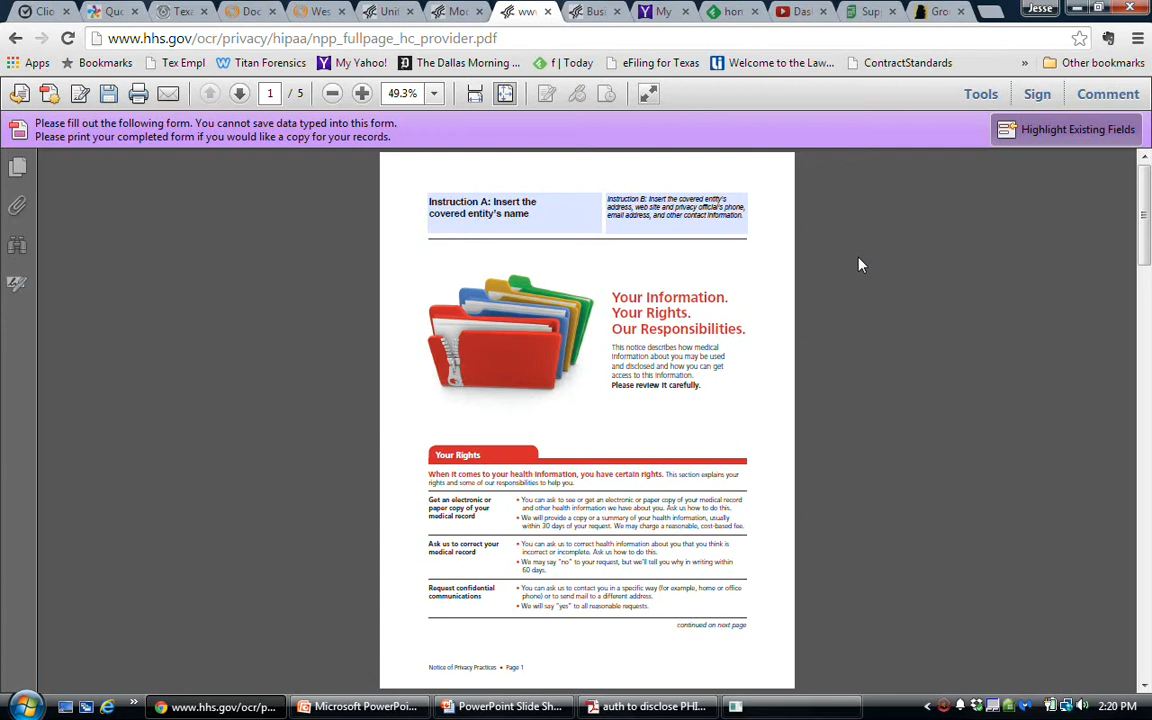 Clio
Quo
Texa
Doc
Wes
Unit
Mod
www
Busi
My
hom
Dash
Supp
Gro
Jesse
www.hhs.gov/ocr/privacy/hipaa/npp_fullpage_hc_provider.pdf
Apps
Bookmarks
Tex Empl
Titan Forensics
My Yahoo!
The Dallas Morning ...
f | Today
eFiling for Texas
Welcome to the Law...
ContractStandards
»
Other bookmarks
1 / 5
49.3%
Tools
Sign
Comment
Please fill out the following form. You cannot save data typed into this form.
Please print your completed form if you would like a copy for your records.
Highlight Existing Fields
Instruction A: Insert the
covered entity's name
Instruction B: Insert the covered entity's
address, web site and privacy official's phone,
email address, and other contact information.
Your Information.
Your Rights.
Our Responsibilities.
This notice describes how medical
information about you may be used
and disclosed and how you can get
access to this information.
Please review it carefully.
Your Rights
When it comes to your health information, you have certain rights. This section explains your
rights and some of our responsibilities to help you.
Get an electronic or
paper copy of your
medical record
• You can ask to see or get an electronic or paper copy of your medical record
and other health information we have about you. Ask us how to do this.
• We will provide a copy or a summary of your health information, usually
within 30 days of your request. We may charge a reasonable, cost-based fee.
Ask us to correct your
medical record
• You can ask us to correct health information about you that you think is
incorrect or incomplete. Ask us how to do this.
• We may say "no" to your request, but we'll tell you why in writing within
60 days.
Request confidential
communications
• You can ask us to contact you in a specific way (for example, home or office
phone) or to send mail to a different address.
• We will say "yes" to all reasonable requests.
continued on next page
Notice of Privacy Practices • Page 1
»
www.hhs.gov/ocr/p...
Microsoft PowerPoi...
PowerPoint Slide Sh...
auth to disclose PHI...
2:20 PM